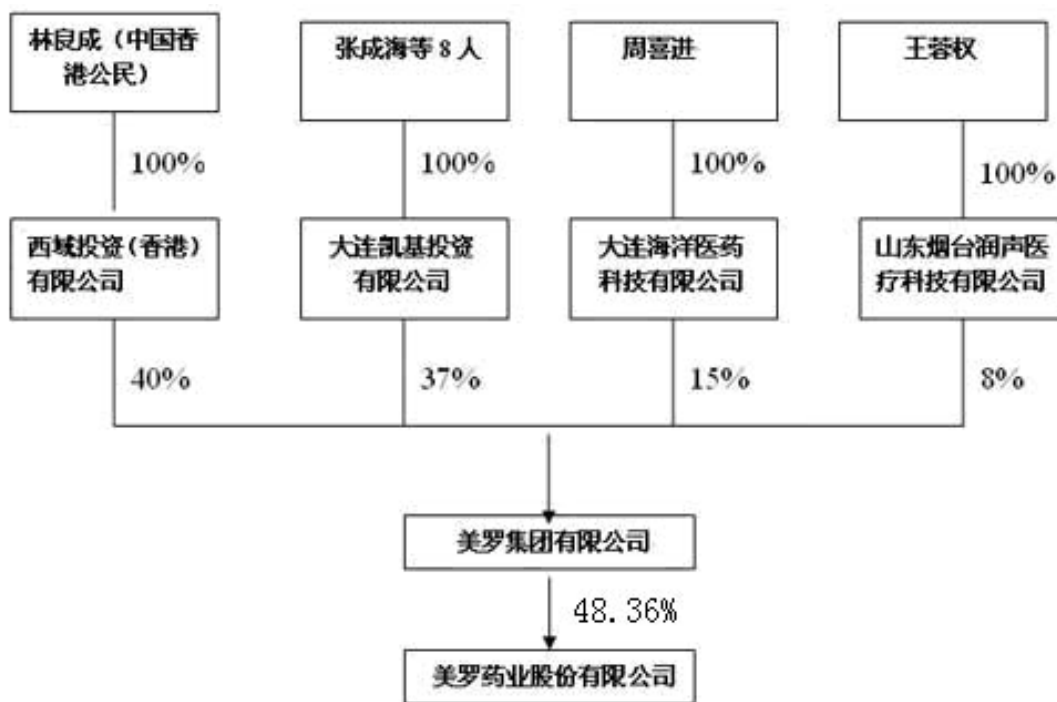 林良成（中国香
港公民）
张成海等 8 人
周喜进
王蓉权
100%
100%
100%
100%
西域投资（香港）
有限公司
大连凯基投资
有限公司
大连海洋医药
科技有限公司
山东烟台润声医
疗科技有限公司
40%
37%
15%
8%
美罗集团有限公司
48.36%
美罗药业股份有限公司